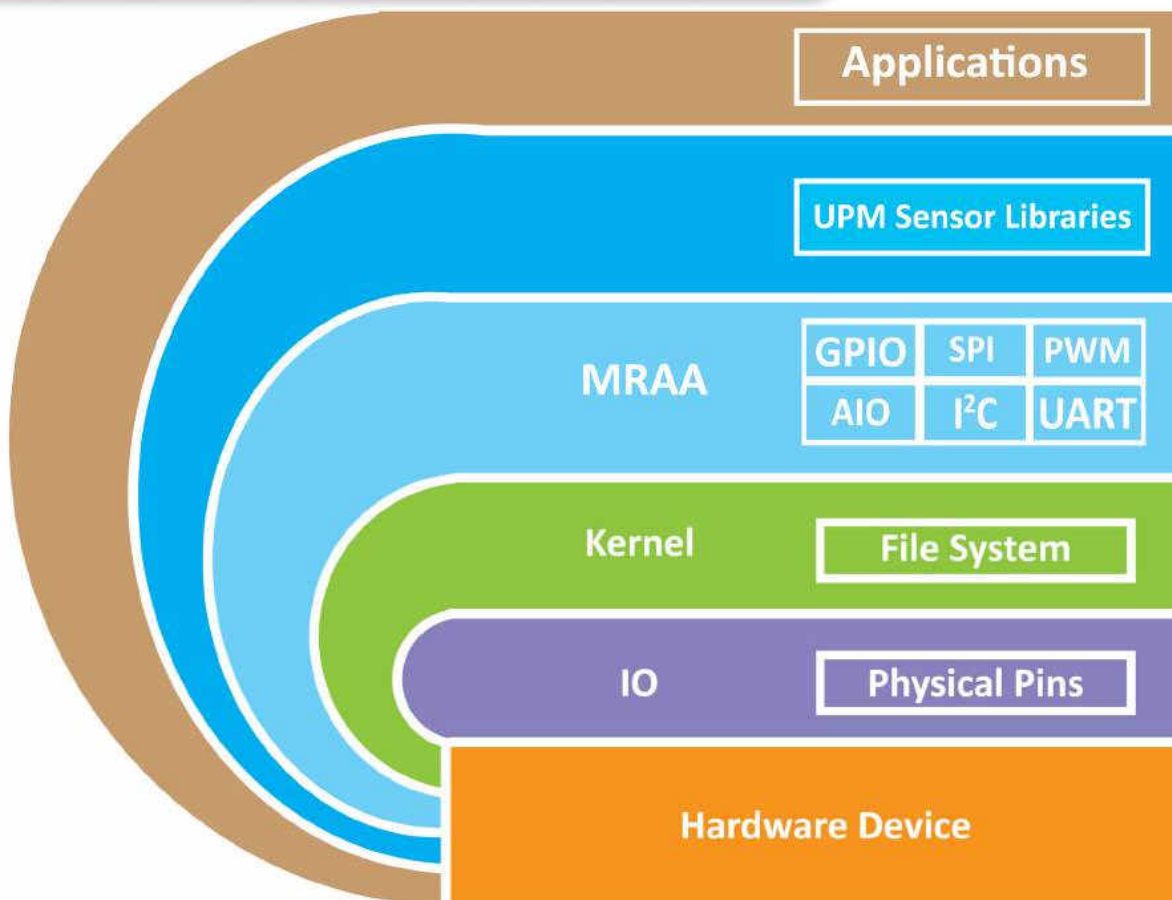 Applications
UPM Sensor Libraries
MRAA
GPIO SPI PWM
AIO I²C UART
Kernel
File System
IO
Physical Pins
Hardware Device